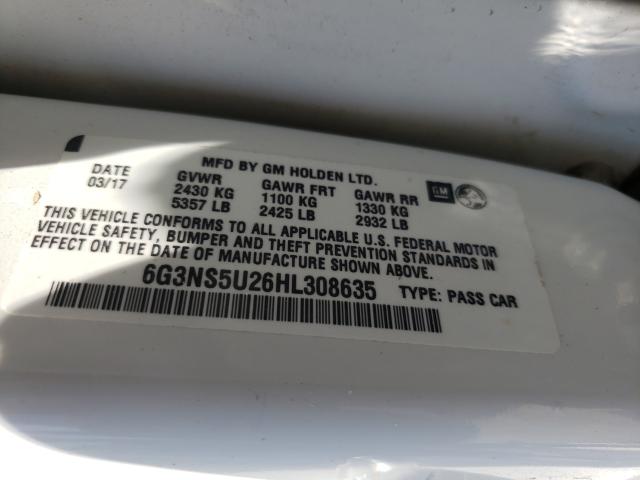 MFD BY GM HOLDEN LTD.
DATE GVWR GAWR FRT GAWR RR GM
03/17 2430 KG 1100 KG 1330 KG
5357 LB 2425 LB 2932 LB
THIS VEHICLE CONFORMS TO ALL APPLICABLE U.S. FEDERAL MOTOR
VEHICLE SAFETY, BUMPER AND THEFT PREVENTION STANDARDS IN
EFFECT ON THE DATE OF MANUFACTURE SHOWN ABOVE.
6G3NS5U26HL308635 TYPE: PASS CAR